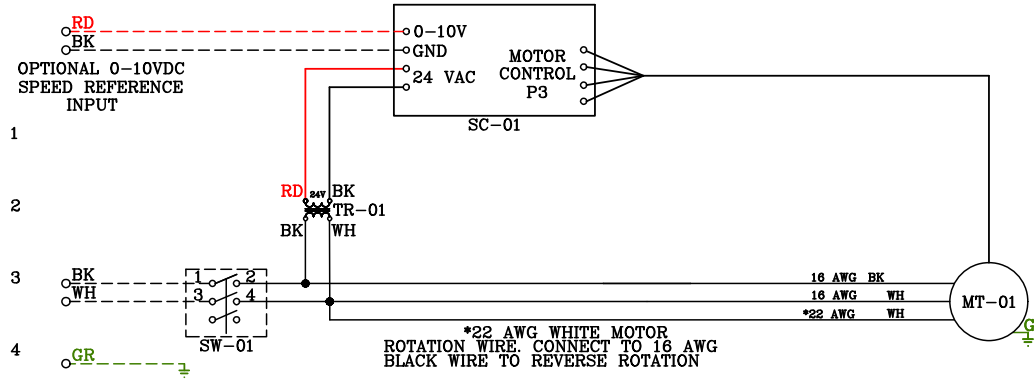 RD
0-10V
BK
GND
OPTIONAL 0-10VDC
SPEED REFERENCE
INPUT
24 VAC
MOTOR
CONTROL
P3
SC-01
1
2
RD
24V
BK
TR-01
BK
WH
3
BK
1
2
16 AWG BK
WH
3
4
16 AWG WH
MT-01
*22 AWG WH
G
SW-01
*22 AWG WHITE MOTOR
ROTATION WIRE. CONNECT TO 16 AWG
BLACK WIRE TO REVERSE ROTATION
4
GR